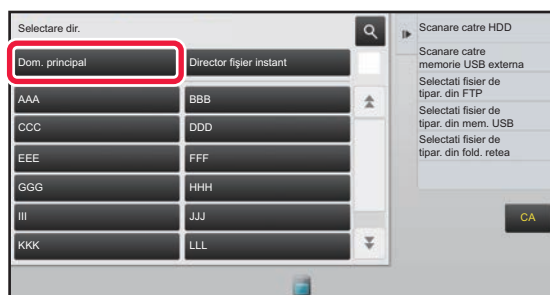 Selectare dir.
Dom. principal
Director fișier instant
AAA
BBB
CCC
DDD
EEE
FFF
GGG
HHH
III
JJJ
KKK
LLL
Scanare catre HDD
Scanare catre
memorie USB externa
Selectati fisier de
tipar. din FTP
Selectati fisier de
tipar. din mem. USB
Selectati fisier de
tipar. din fold. retea
CA